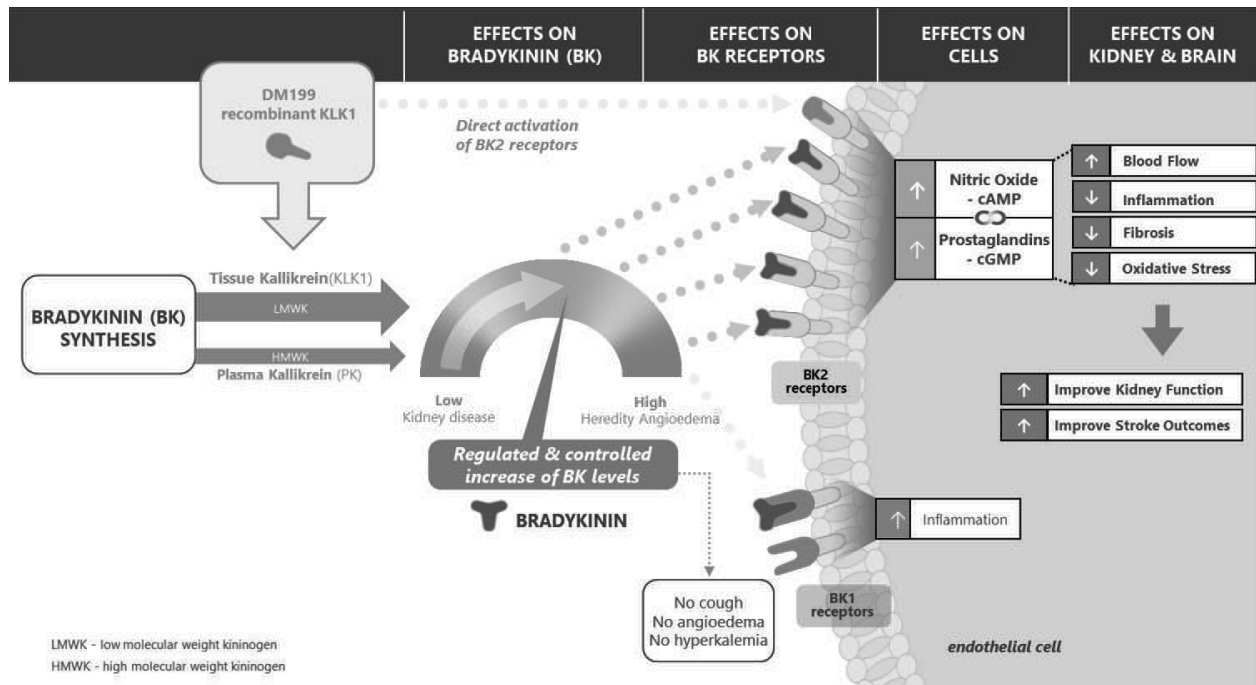 EFFECTS ON
BRADYKININ (BK)
EFFECTS ON
BK RECEPTORS
EFFECTS ON
CELLS
EFFECTS ON
KIDNEY & BRAIN
DM199
recombinant KLK1
Direct activation
of BK2 receptors
BRADYKININ (BK)
SYNTHESIS
Tissue Kallikrein(KLK1)
LMWK
HMWK
Plasma Kallikrein (PK)
Low
Kidney disease
High
Heredity Angioedema
Regulated & controlled
increase of BK levels
BRADYKININ
No cough
No angioedema
No hyperkalemia
BK2
receptors
BK1
receptors
Nitric Oxide
- cAMP
Prostaglandins
- cGMP
Inflammation
Blood Flow
Inflammation
Fibrosis
Oxidative Stress
Improve Kidney Function
Improve Stroke Outcomes
endothelial cell
LMWK - low molecular weight kininogen
HMWK - high molecular weight kininogen